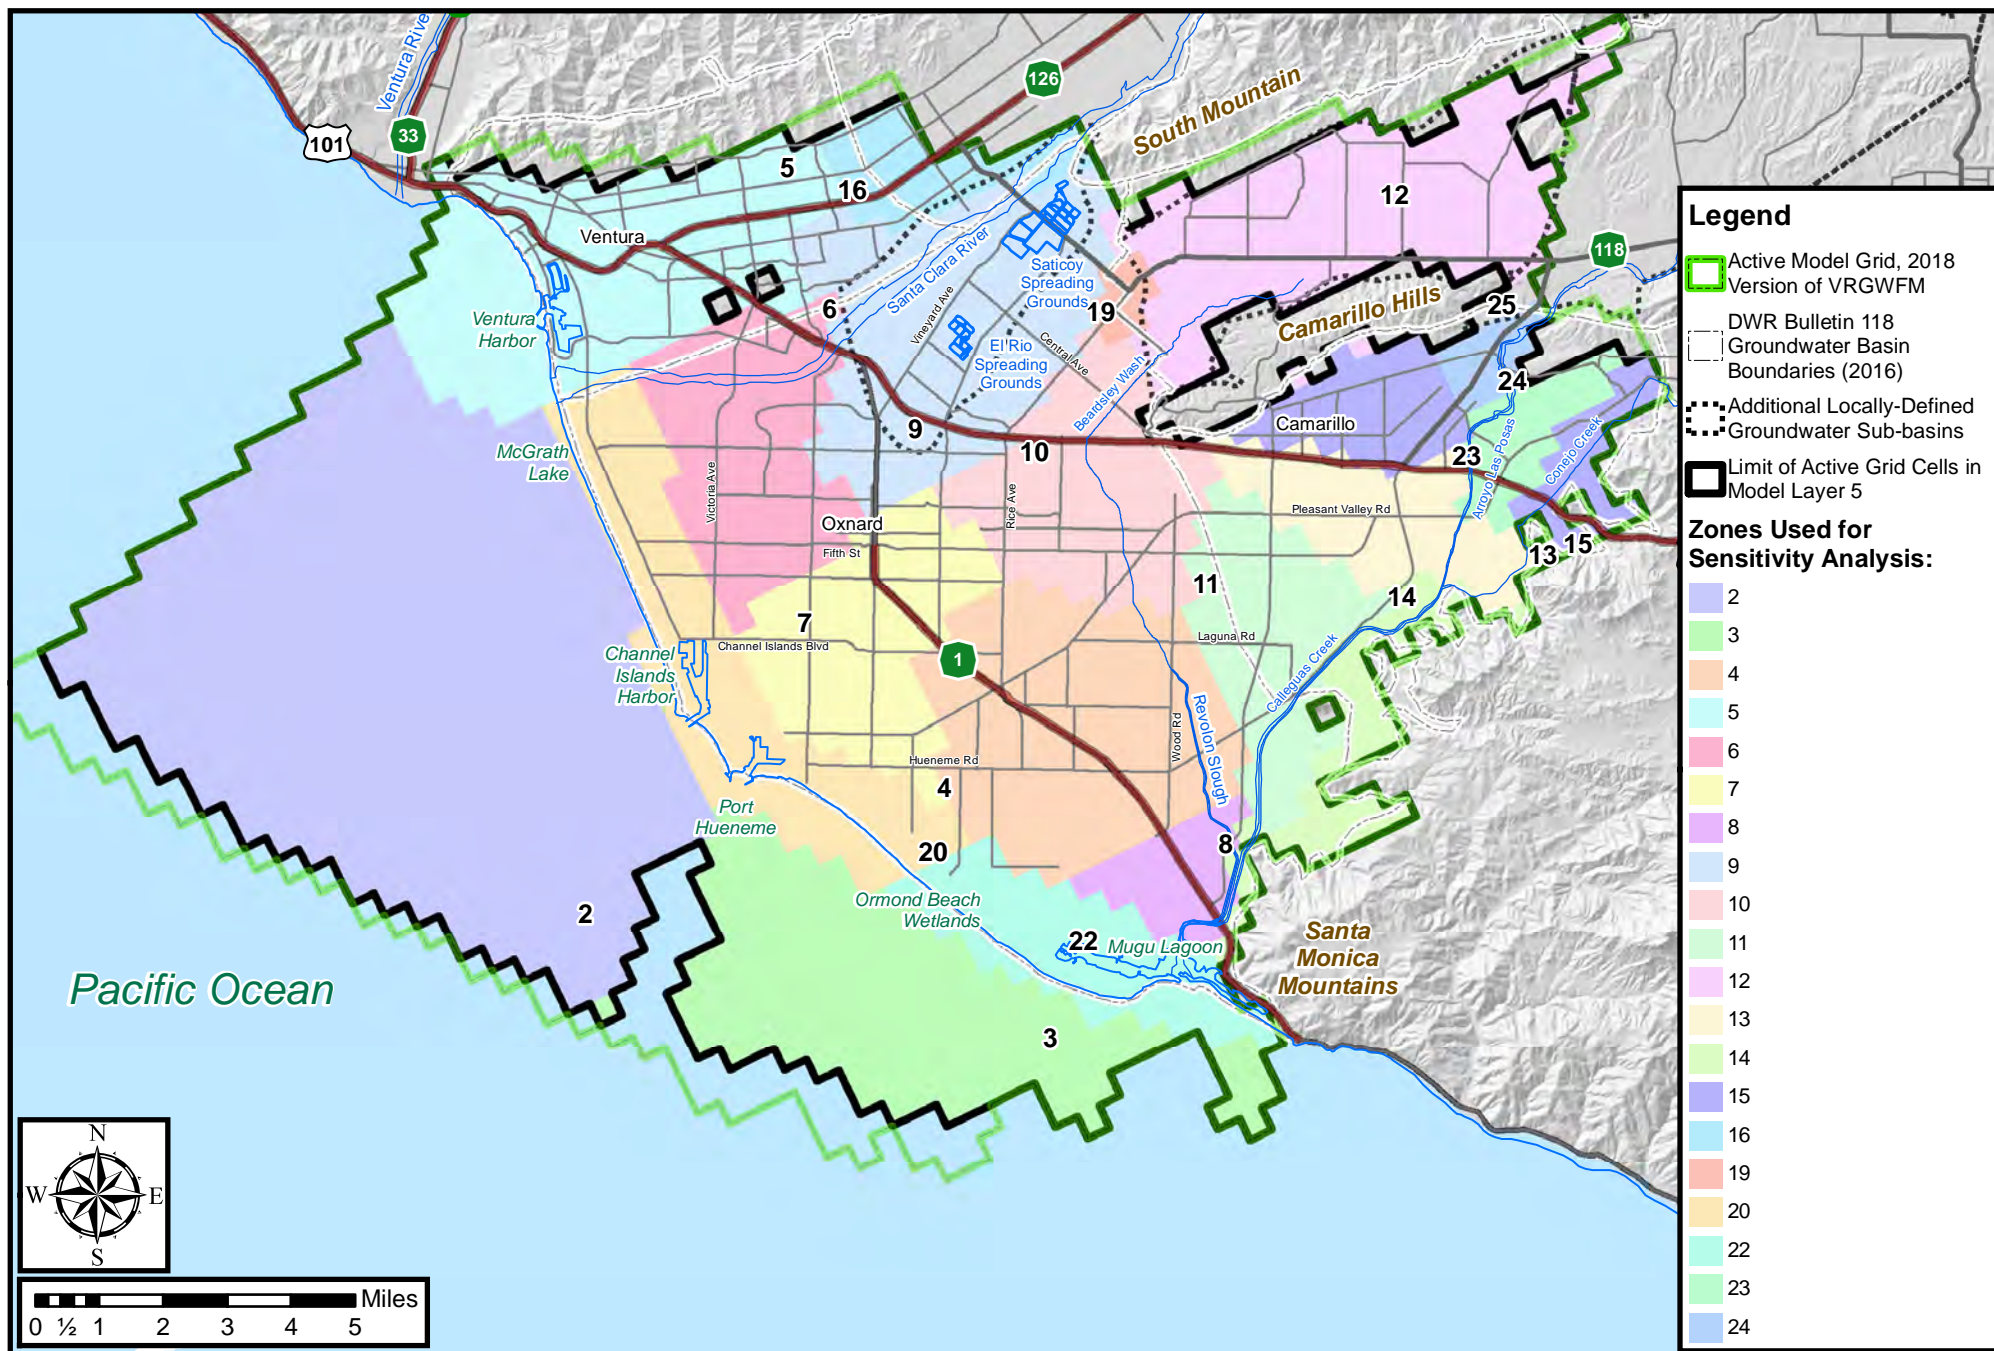 Ventura River
126
33
101
South Mountain
5
16
12
Ventura
Santa Clara River
Saticoy
Spreading
Grounds
118
6
19
Vineyard Ave
Central Ave
Camarillo Hills
25
Ventura
Harbor
El Rio
Spreading
Grounds
Beardsley Wash
24
McGrath
Lake
9
10
Camarillo
23
Arroyo Las Posas
Conejo Creek
Victoria Ave
Rice Ave
Oxnard
Fifth St
Pleasant Valley Rd
13
15
11
14
7
Channel Islands Blvd
Laguna Rd
Channel
Islands
Harbor
1
Calleguas Creek
Revolon Slough
Wood Rd
Hueneme Rd
4
Port
Hueneme
20
8
2
Ormond Beach
Wetlands
22
Mugu Lagoon
Santa
Monica
Mountains
Pacific Ocean
3
N
W
E
S
Miles
0 ½ 1 2 3 4 5
Legend
Active Model Grid, 2018
Version of VRGWFM
DWR Bulletin 118
Groundwater Basin
Boundaries (2016)
Additional Locally-Defined
Groundwater Sub-basins
Limit of Active Grid Cells in
Model Layer 5
Zones Used for
Sensitivity Analysis:
2
3
4
5
6
7
8
9
10
11
12
13
14
15
16
19
20
22
23
24